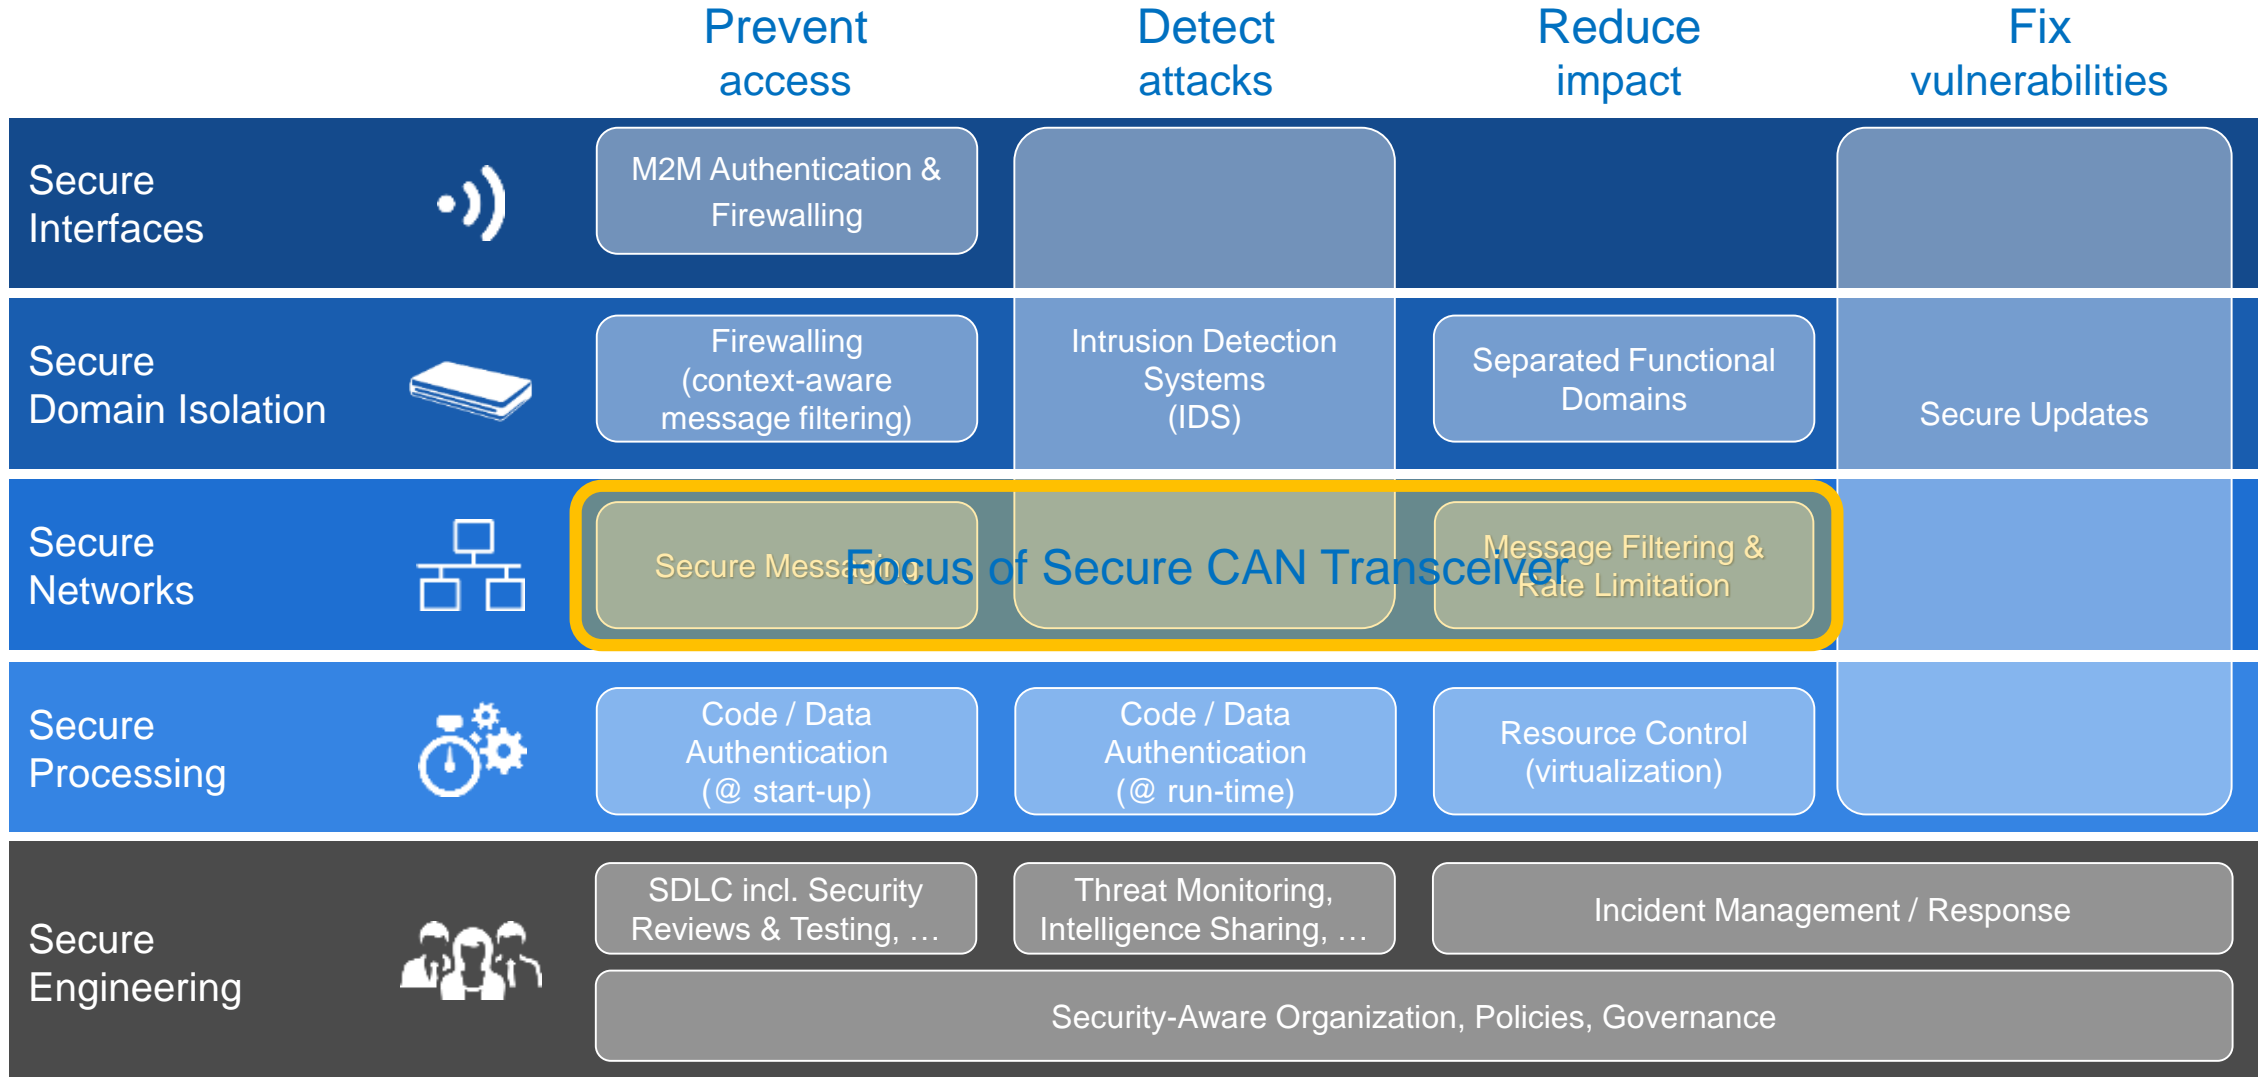 Prevent
access
Detect
attacks
Reduce
impact
Fix
vulnerabilities
Secure
Interfaces
M2M Authentication &
Firewalling
Secure
Domain Isolation
Firewalling
(context-aware
message filtering)
Intrusion Detection
Systems
(IDS)
Separated Functional
Domains
Secure Updates
Secure
Networks
Secure Messaging
Focus of Secure CAN Transceiver
Message Filtering &
Rate Limitation
Secure
Processing
Code / Data
Authentication
(@ start-up)
Code / Data
Authentication
(@ run-time)
Resource Control
(virtualization)
Secure
Engineering
SDLC incl. Security
Reviews & Testing, …
Threat Monitoring,
Intelligence Sharing, …
Incident Management / Response
Security-Aware Organization, Policies, Governance